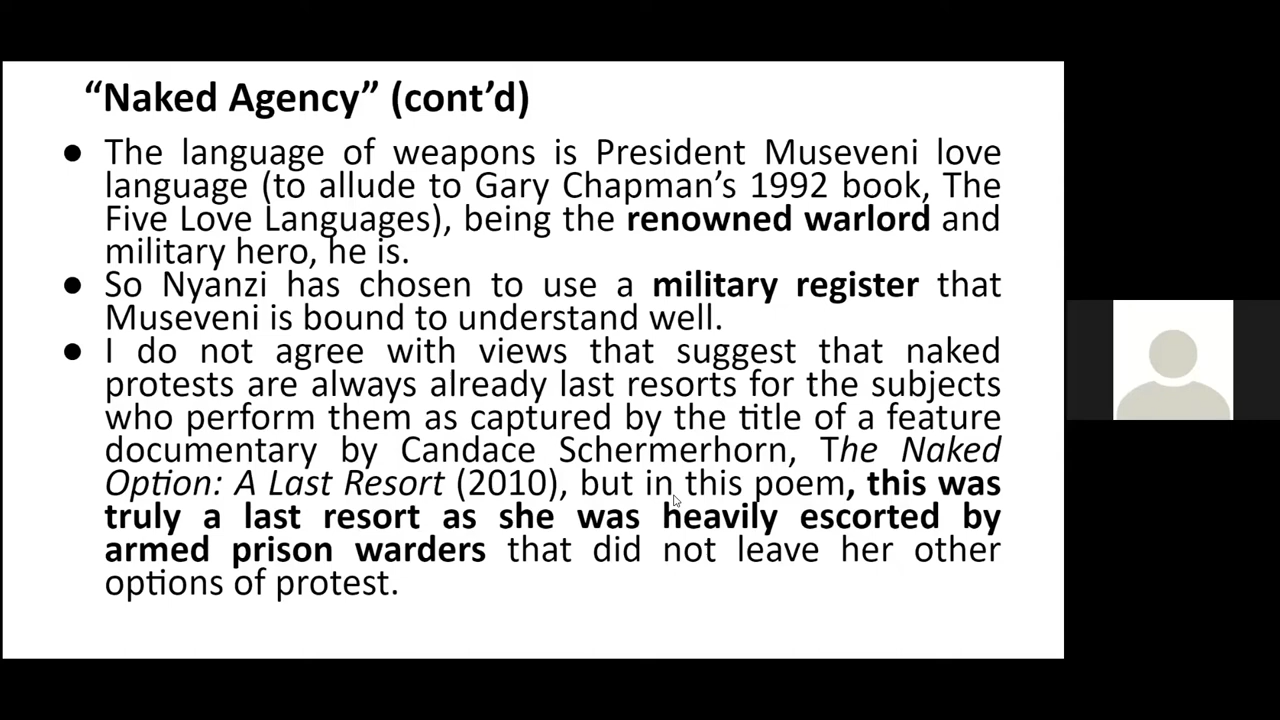 “Naked Agency” (cont’d)
● The language of weapons is President Museveni love
language (to allude to Gary Chapman’s 1992 book, The
Five Love Languages), being the renowned warlord and
military hero, he is.
● So Nyanzi has chosen to use a military register that
Museveni is bound to understand well.
● I do not agree with views that suggest that naked
protests are always already last resorts for the subjects
who perform them as captured by the title of a feature
documentary by Candace Schermerhorn, The Naked
Option: A Last Resort (2010), but in this poem, this was
truly a last resort as she was heavily escorted by
armed prison warders that did not leave her other
options of protest.